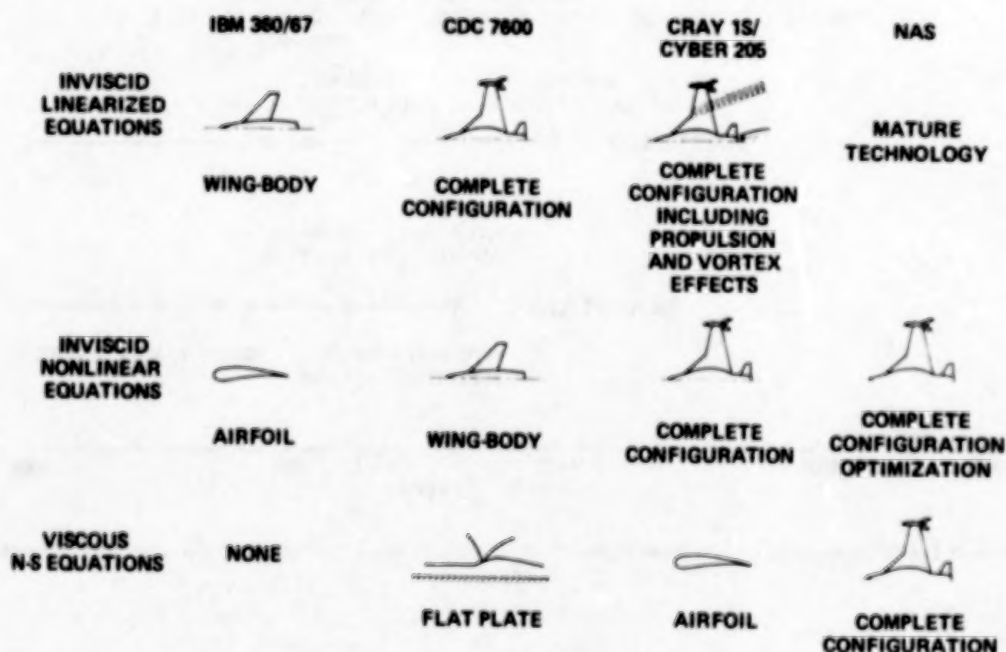 IBM 360/67
CDC 7600
CRAY 1S/
CYBER 205
NAS
INVISCID
LINEARIZED
EQUATIONS
WING-BODY
COMPLETE
CONFIGURATION
COMPLETE
CONFIGURATION
INCLUDING
PROPULSION
AND VORTEX
EFFECTS
MATURE
TECHNOLOGY
INVISCID
NONLINEAR
EQUATIONS
AIRFOIL
WING-BODY
COMPLETE
CONFIGURATION
COMPLETE
CONFIGURATION
OPTIMIZATION
VISCOUS
N-S EQUATIONS
NONE
FLAT PLATE
AIRFOIL
COMPLETE
CONFIGURATION